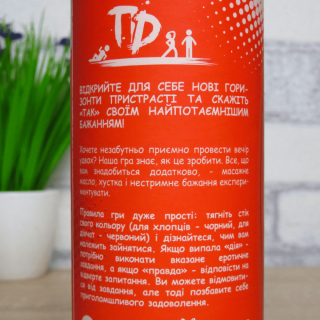 ТD
ВІДКРИЙТЕ ДЛЯ СЕБЕ НОВІ ГОРИ-
ЗОНТИ ПРИСТРАСТІ ТА СКАЖІТЬ
«ТАК» СВОЇМ НАЙПОТАЄМНІШИМ
БАЖАННЯМ!
Хочете незабутньо приємно провести вечір
удвох? Наша гра знає, як це зробити. Все, що
вам знадобиться додатково, - масажне
масло, хустка і нестримне бажання експери-
ментувати.
Правила гри дуже прості: тягніть стік
свого кольору (для хлопців - чорний, для
дівчат - червоний) і дізнайтеся, чим вам
належить зайнятися. Якщо випала «дія» -
потрібно виконати вказане еротичне
завдання, а якщо «правда» - відповісти на
відверте запитання. Ви можете відмовити-
ся від завдання, але тоді позбавите себе
приголомшливого задоволення.